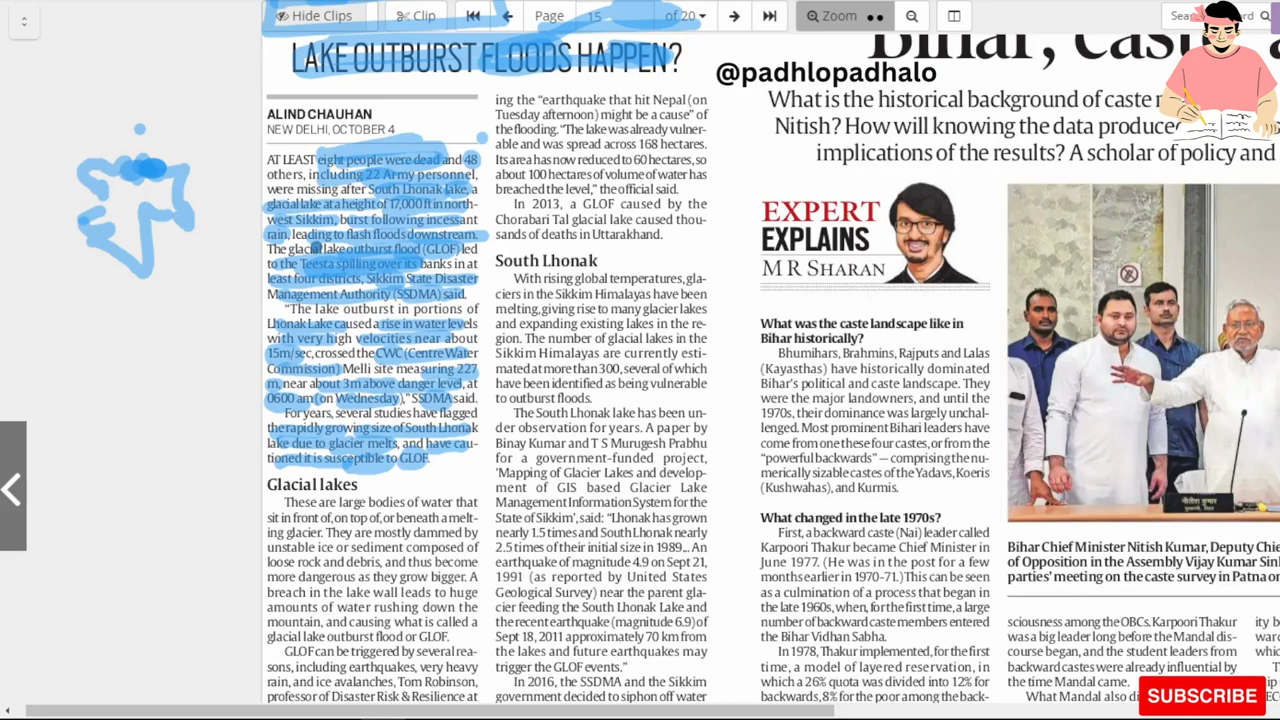 Hide Clips
Clip
Page
15
of 20
Zoom
LAKE OUTBURST FLOODS HAPPEN?
ALIND CHAUHAN
NEW DELHI, OCTOBER 4
AT LEAST eight people were dead and 48
others, including 22 Army personnel,
were missing after South Lhonak lake, a
glacial lake at a height of 17,000 ft in north-
west Sikkim, burst following incessant
rain, leading to flash floods downstream.
The glacial lake outburst flood (GLOF) led
to the Teesta spilling over its banks in at
least four districts, Sikkim State Disaster
Management Authority (SSDMA) said.
"The lake outburst in portions of
Lhonak Lake caused a rise in water levels
with very high velocities near about
15m/sec, crossed the CWC (Centre Water
Commission) Melli site measuring 227
m, near about 3m above danger level, at
0600 am (on Wednesday)," SSDMA said.
For years, several studies have flagged
the rapidly growing size of South Lhonak
lake due to glacier melts, and have cau-
tioned it is susceptible to GLOF.
Glacial lakes
These are large bodies of water that
sit in front of, on top of, or beneath a melt-
ing glacier. They are mostly dammed by
unstable ice or sediment composed of
loose rock and debris, and thus become
more dangerous as they grow bigger. A
breach in the lake wall leads to huge
amounts of water rushing down the
mountain, and causing what is called a
glacial lake outburst flood or GLOF.
GLOF can be triggered by several rea-
sons, including earthquakes, very heavy
rain, and ice avalanches, Tom Robinson,
professor of Disaster Risk & Resilience at
ing the "earthquake that hit Nepal (on
Tuesday afternoon) might be a cause" of
the flooding. "The lake was already vulner-
able and was spread across 168 hectares.
Its area has now reduced to 60 hectares, so
about 100 hectares of volume of water has
breached the level," the official said.
In 2013, a GLOF caused by the
Chorabari Tal glacial lake caused thou-
sands of deaths in Uttarakhand.
South Lhonak
With rising global temperatures, gla-
ciers in the Sikkim Himalayas have been
melting, giving rise to many glacier lakes
and expanding existing lakes in the re-
gion. The number of glacial lakes in the
Sikkim Himalayas are currently esti-
mated at more than 300, several of which
have been identified as being vulnerable
to outburst floods.
The South Lhonak lake has been un-
der observation for years. A paper by
Binay Kumar and T S Murugesh Prabhu
for a government-funded project,
'Mapping of Glacier Lakes and develop-
ment of GIS based Glacier Lake
Management Information System for the
State of Sikkim', said: "Lhonak has grown
nearly 1.5 times and South Lhonak nearly
2.5 times of their initial size in 1989... An
earthquake of magnitude 4.9 on Sept 21,
1991 (as reported by United States
Geological Survey) near the parent gla-
cier feeding the South Lhonak Lake and
the recent earthquake (magnitude 6.9) of
Sept 18, 2011 approximately 70 km from
the lakes and future earthquakes may
trigger the GLOF events."
In 2016, the SSDMA and the Sikkim
government decided to siphon off water
Bihar, cast
@padhlopadhalo
What is the historical background of caste
Nitish? How will knowing the data produce
implications of the results? A scholar of policy and
EXPERT
EXPLAINS
M R SHARAN
What was the caste landscape like in
Bihar historically?
Bhumihars, Brahmins, Rajputs and Lalas
(Kayasthas) have historically dominated
Bihar's political and caste landscape. They
were the major landowners, and until the
1970s, their dominance was largely unchal-
lenged. Most prominent Bihari leaders have
come from one these four castes, or from the
"powerful backwards" — comprising the nu-
merically sizable castes of the Yadavs, Koeris
(Kushwahas), and Kurmis.
What changed in the late 1970s?
First, a backward caste (Nai) leader called
Karpoori Thakur became Chief Minister in
June 1977. (He was in the post for a few
months earlier in 1970-71.) This can be seen
as a culmination of a process that began in
the late 1960s, when, for the first time, a large
number of backward caste members entered
the Bihar Vidhan Sabha.
In 1978, Thakur implemented, for the first
time, a model of layered reservation, in
which a 26% quota was divided into 12% for
backwards, 8% for the poor among the back-
Bihar Chief Minister Nitish Kumar, Deputy Chie
of Opposition in the Assembly Vijay Kumar Sin
parties' meeting on the caste survey in Patna on
sciousness among the OBCs. Karpoori Thakur
was a big leader long before the Mandal dis-
course began, and the student leaders from
backward castes were already influential by
the time Mandal came.
What Mandal also di
SUBSCRIBE